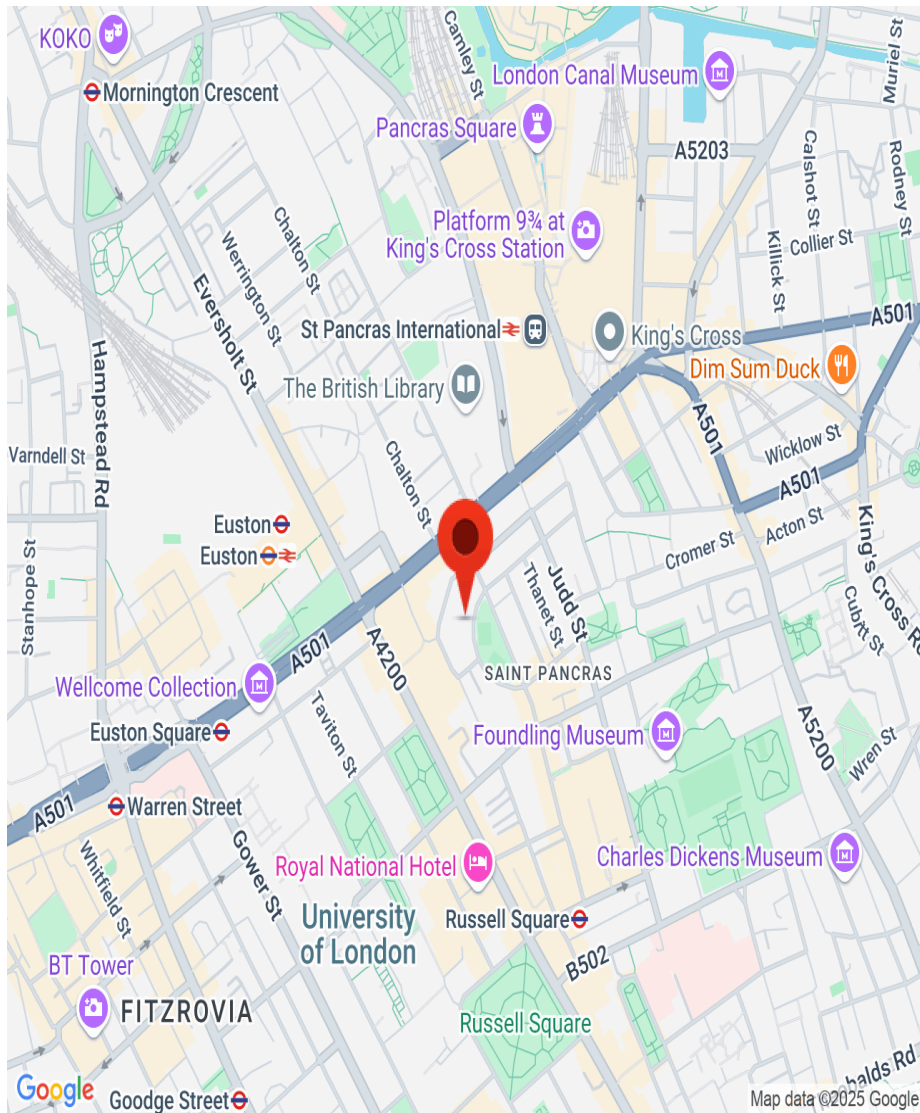 KOKO
Mornington Crescent
Camley St
London Canal Museum
Muriel St
Pancras Square
A5203
Calshot St
Rodney St
Chalton St
Platform 9¾ at
King's Cross Station
Killick St
Collier St
Werrington St
Eversholt St
St Pancras International
King's Cross
A501
Hampstead Rd
The British Library
Dim Sum Duck
Varndell St
Chalton St
A501
Wicklow St
A501
Euston
Euston
Acton St
Cromer St
King's Cross Rd
Stanhope St
Judd St
Thanet St
Cubitt St
A501
A4200
SAINT PANCRAS
Wellcome Collection
Taviton St
A5200
Euston Square
Foundling Museum
Wren St
A501
Warren Street
Whitfield St
Gower St
Royal National Hotel
Charles Dickens Museum
University
of London
Russell Square
B502
BT Tower
FITZROVIA
Russell Square
Google
Goodge Street
balds Rd
Map data ©2025 Google